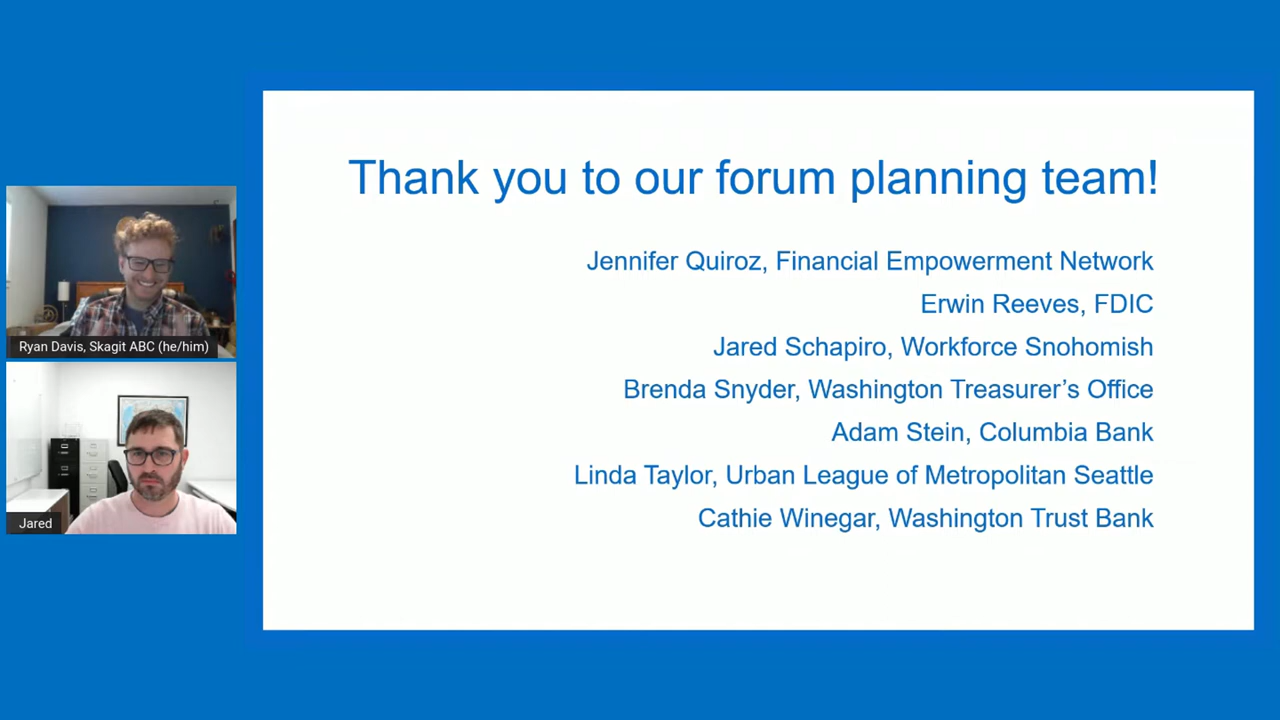 Thank you to our forum planning team!
Jennifer Quiroz, Financial Empowerment Network
Erwin Reeves, FDIC
Jared Schapiro, Workforce Snohomish
Brenda Snyder, Washington Treasurer’s Office
Adam Stein, Columbia Bank
Linda Taylor, Urban League of Metropolitan Seattle
Cathie Winegar, Washington Trust Bank
Ryan Davis, Skagit ABC (he/him)
Jared